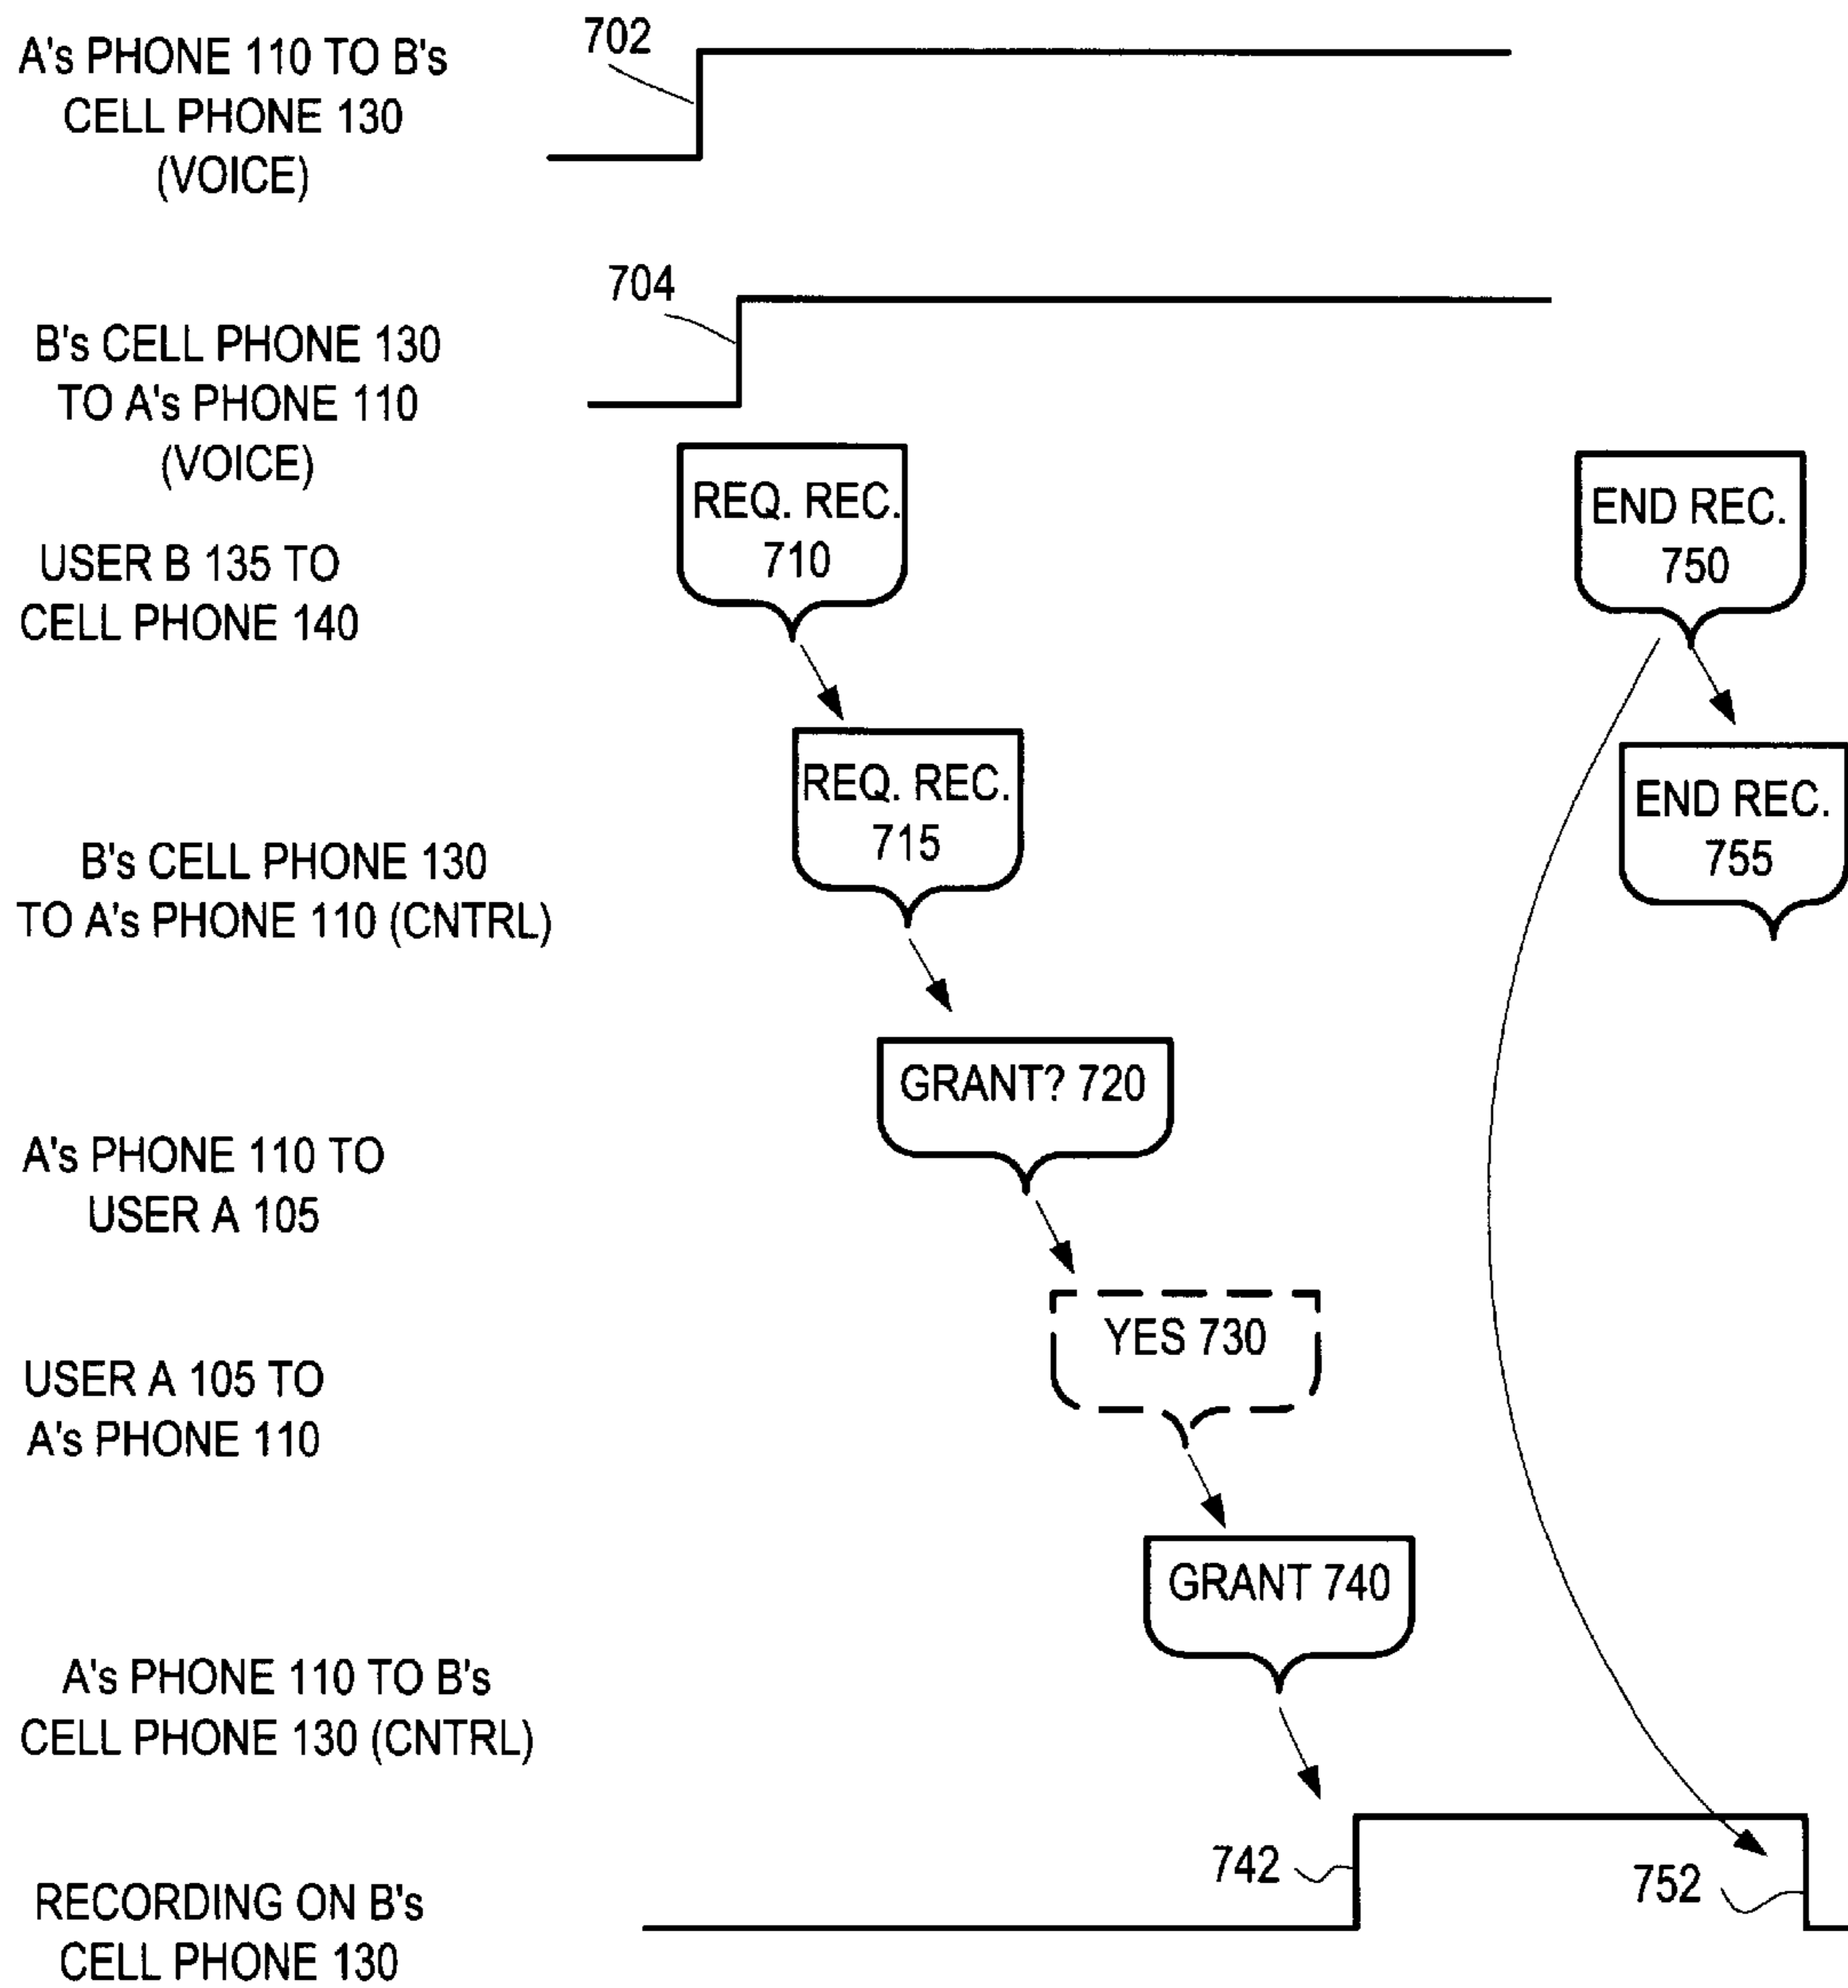 A's PHONE 110 TO B's
CELL PHONE 130
(VOICE)
702
704
B's CELL PHONE 130
TO A's PHONE 110
(VOICE)
REQ. REC.
710
END REC.
750
USER B 135 TO
CELL PHONE 140
REQ. REC.
715
END REC.
755
B's CELL PHONE 130
TO A's PHONE 110 (CNTRL)
GRANT? 720
A's PHONE 110 TO
USER A 105
YES 730
USER A 105 TO
A's PHONE 110
GRANT 740
A's PHONE 110 TO B's
CELL PHONE 130 (CNTRL)
742
752
RECORDING ON B's
CELL PHONE 130